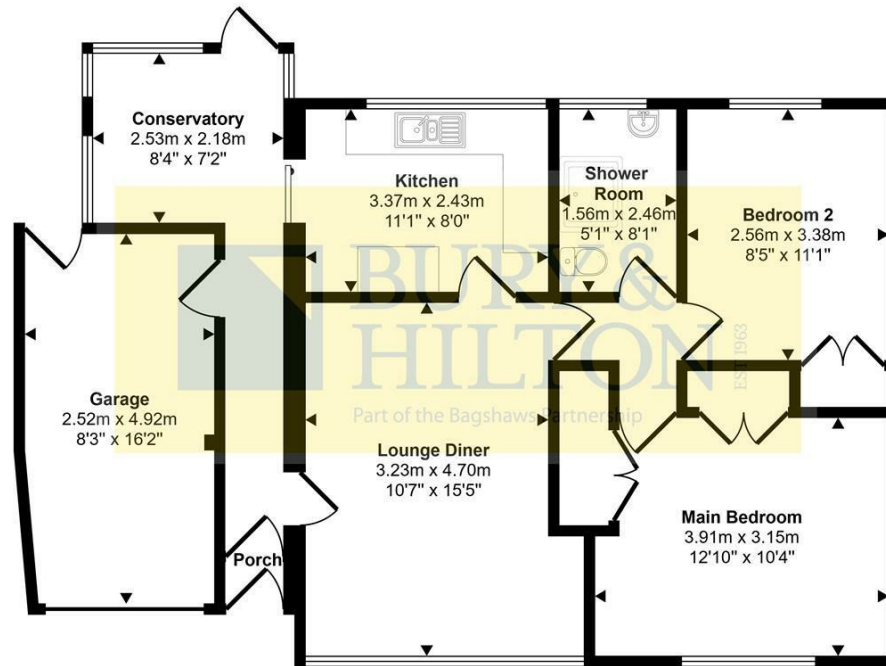 Conservatory
2.53m x 2.18m
8'4" x 7'2"
Kitchen
3.37m x 2.43m
11'1" x 8'0"
Shower
Room
1.56m x 2.46m
5'1" x 8'1"
Bedroom 2
2.56m x 3.38m
8'5" x 11'1"
BURY &
HILTON
EST 1963
Part of the Bagshaws Partnership
Garage
2.52m x 4.92m
8'3" x 16'2"
Lounge Diner
3.23m x 4.70m
10'7" x 15'5"
Main Bedroom
3.91m x 3.15m
12'10" x 10'4"
Porch